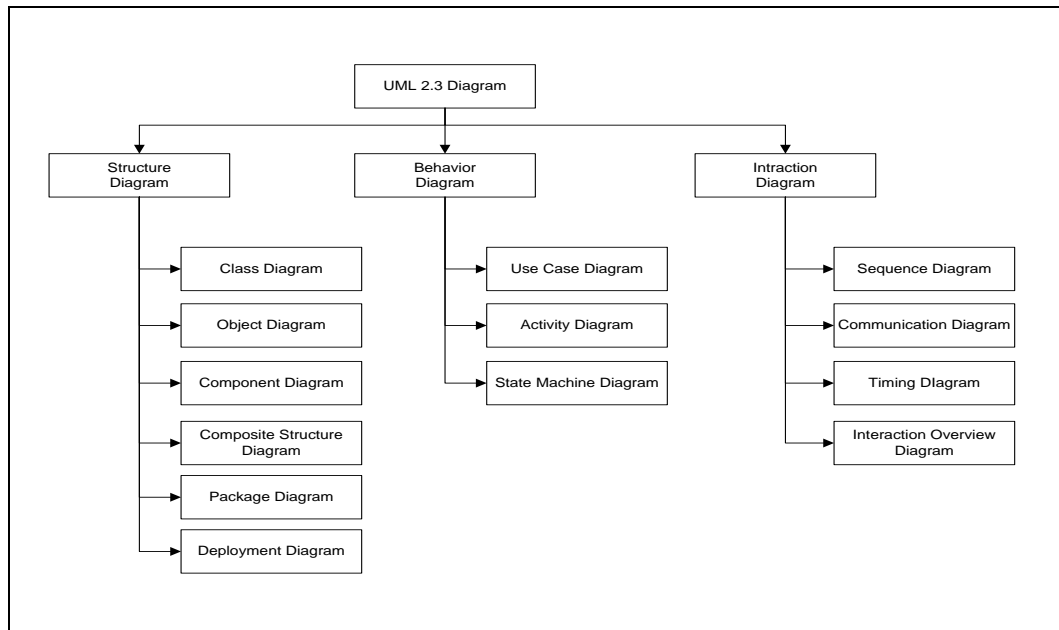 UML 2.3 Diagram
Structure
Diagram
Behavior
Diagram
Intraction
Diagram
Class Diagram
Object Diagram
Component Diagram
Composite Structure
Diagram
Package Diagram
Deployment Diagram
Use Case Diagram
Activity Diagram
State Machine Diagram
Sequence Diagram
Communication Diagram
Timing DIagram
Interaction Overview
Diagram